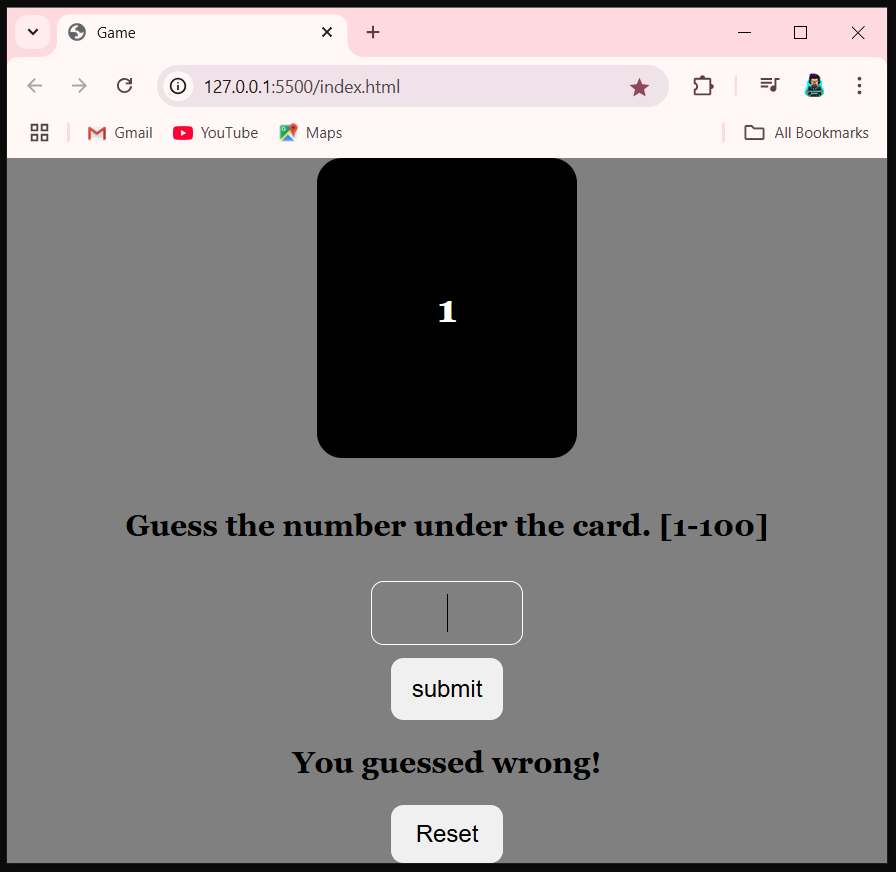 Game
127.0.0.1:5500/index.html
Gmail YouTube Maps All Bookmarks
1
Guess the number under the card. [1-100]
submit
You guessed wrong!
Reset